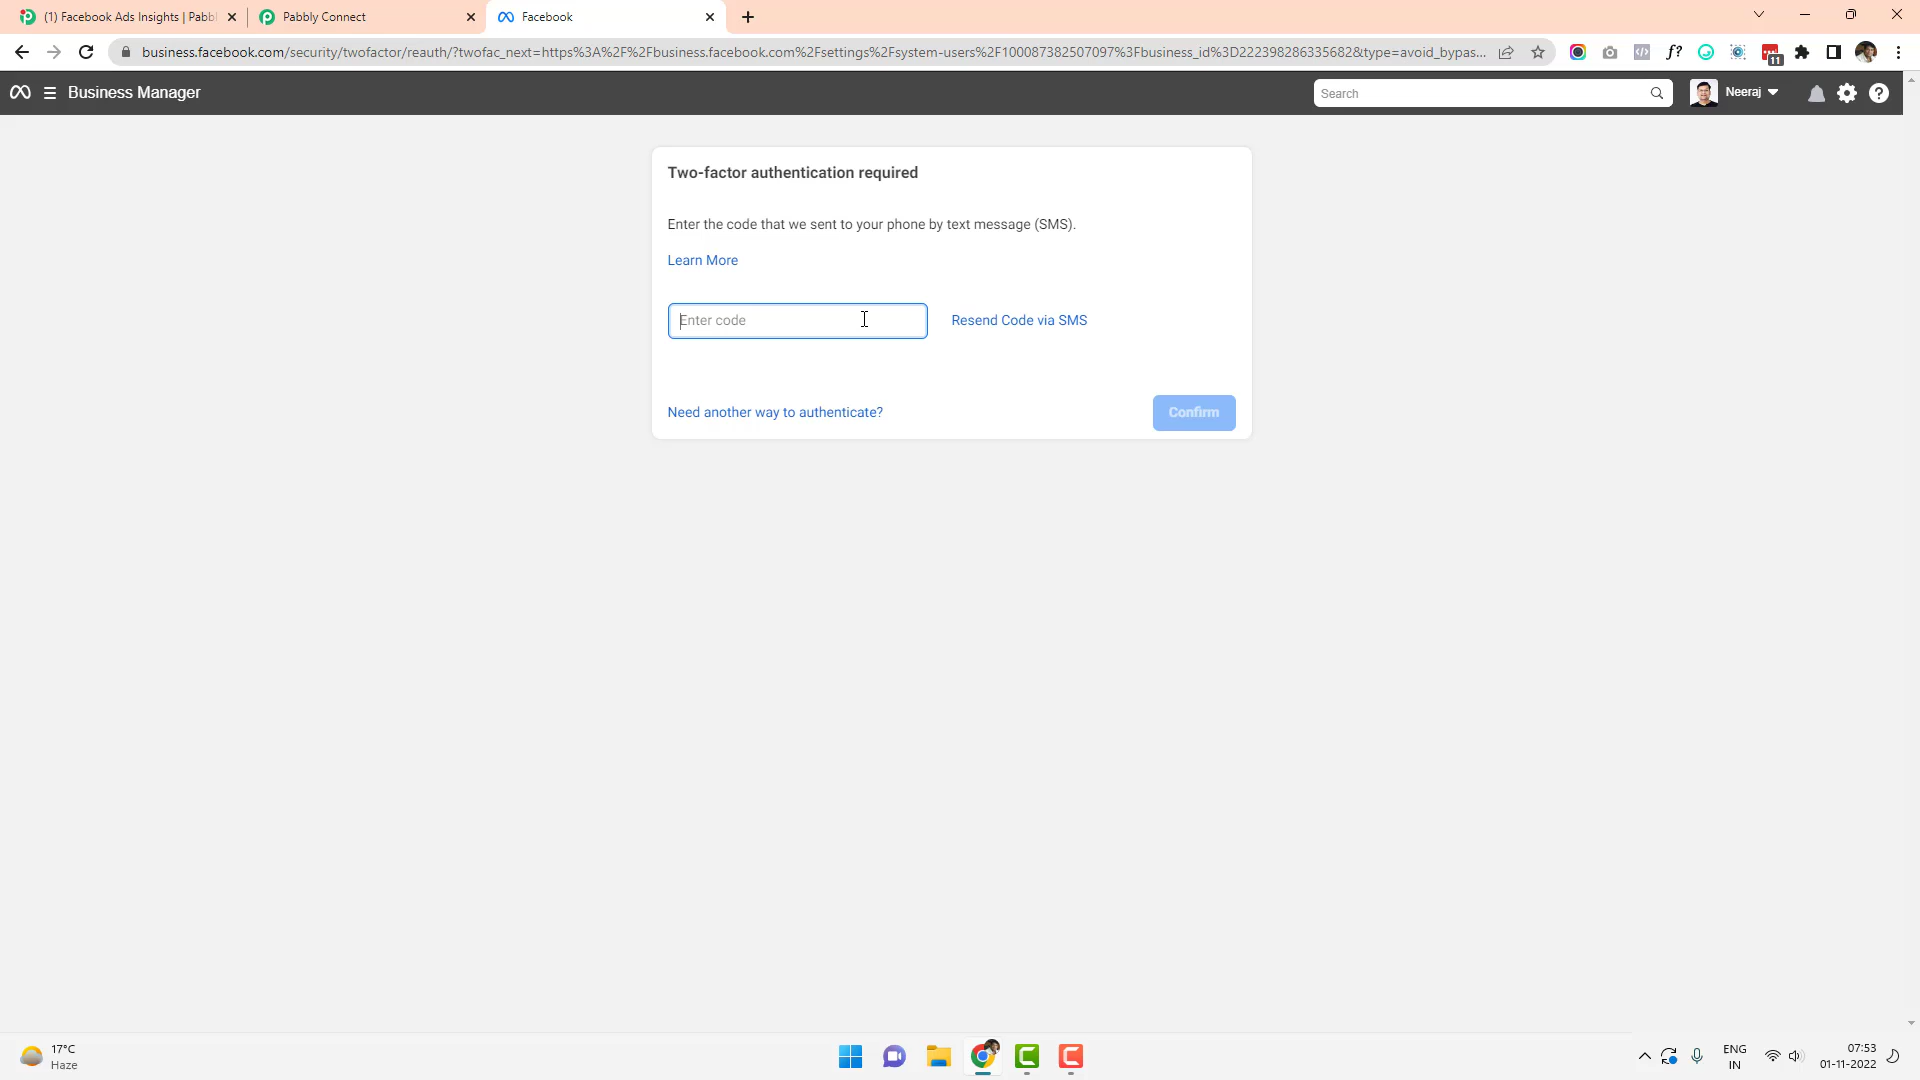 (1) Facebook Ads Insights | Pabbl
Pabbly Connect
Facebook
business.facebook.com/security/twofactor/reauth/?twofac_next=https%3A%2F%2Fbusiness.facebook.com%2Fsettings%2Fsystem-users%2F100087382507097%3Fbusiness_id%3D2223982863356828&type=avoid_bypas...
f?
11
Business Manager
Search
Neeraj
Two-factor authentication required
Enter the code that we sent to your phone by text message (SMS).
Learn More
Enter code
Resend Code via SMS
Need another way to authenticate?
Confirm
17°C
Haze
ENG
IN
07:53
01-11-2022